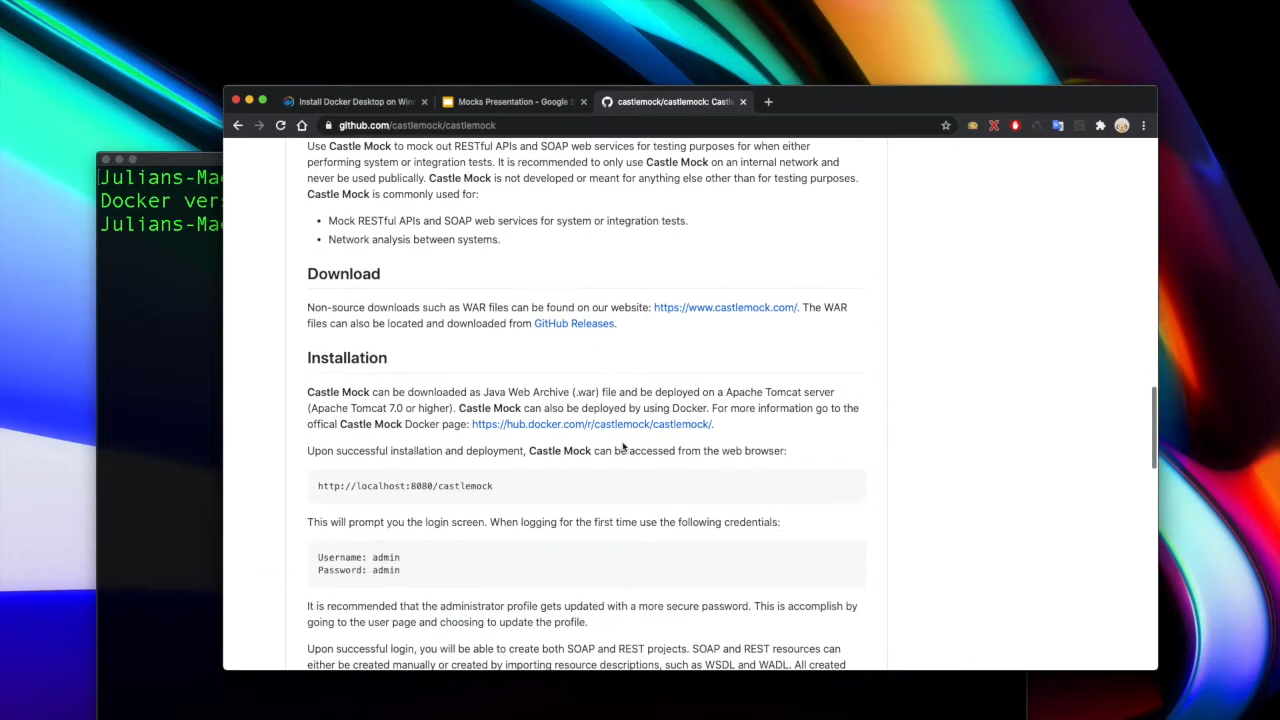 Install Docker Desktop on Win
Mocks Presentation - Google S
castlemock/castlemock: Castle
github.com/castlemock/castlemock
Julians-Ma
Docker ver
Julians-Ma
Use Castle Mock to mock out RESTful APIs and SOAP web services for testing purposes for when either
performing system or integration tests. It is recommended to only use Castle Mock on an internal network and
never be used publically. Castle Mock is not developed or meant for anything else other than for testing purposes.
Castle Mock is commonly used for:
• Mock RESTful APIs and SOAP web services for system or integration tests.
• Network analysis between systems.
Download
Non-source downloads such as WAR files can be found on our website: https://www.castlemock.com/. The WAR
files can also be located and downloaded from GitHub Releases.
Installation
Castle Mock can be downloaded as Java Web Archive (.war) file and be deployed on a Apache Tomcat server
(Apache Tomcat 7.0 or higher). Castle Mock can also be deployed by using Docker. For more information go to the
offical Castle Mock Docker page: https://hub.docker.com/r/castlemock/castlemock/.
Upon successful installation and deployment, Castle Mock can be accessed from the web browser:
http://localhost:8080/castlemock
This will prompt you the login screen. When logging for the first time use the following credentials:
Username: admin
Password: admin
It is recommended that the administrator profile gets updated with a more secure password. This is accomplish by
going to the user page and choosing to update the profile.
Upon successful login, you will be able to create both SOAP and REST projects. SOAP and REST resources can
either be created manually or created by importing resource descriptions, such as WSDL and WADL. All created